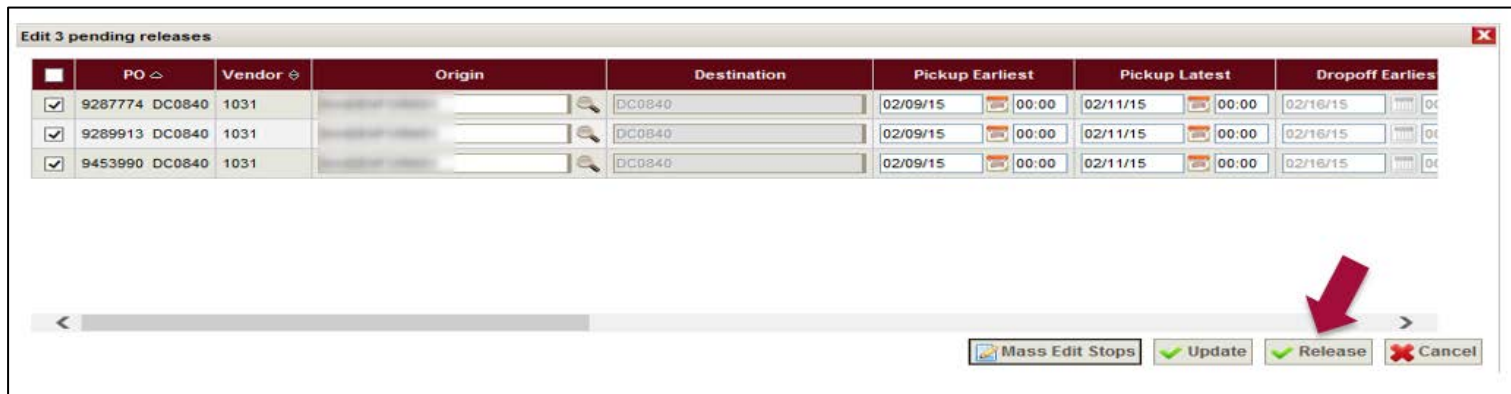 Edit 3 pending releases
PO Vendor Origin Destination Pickup Earliest Pickup Latest Dropoff Earlies
9287774 DC0840 1031 DC0840 02/09/15 00:00 02/11/15 00:00 02/16/15
9289913 DC0840 1031 DC0840 02/09/15 00:00 02/11/15 00:00 02/16/15
9453990 DC0840 1031 DC0840 02/09/15 00:00 02/11/15 00:00 02/16/15
Mass Edit Stops Update Release Cancel